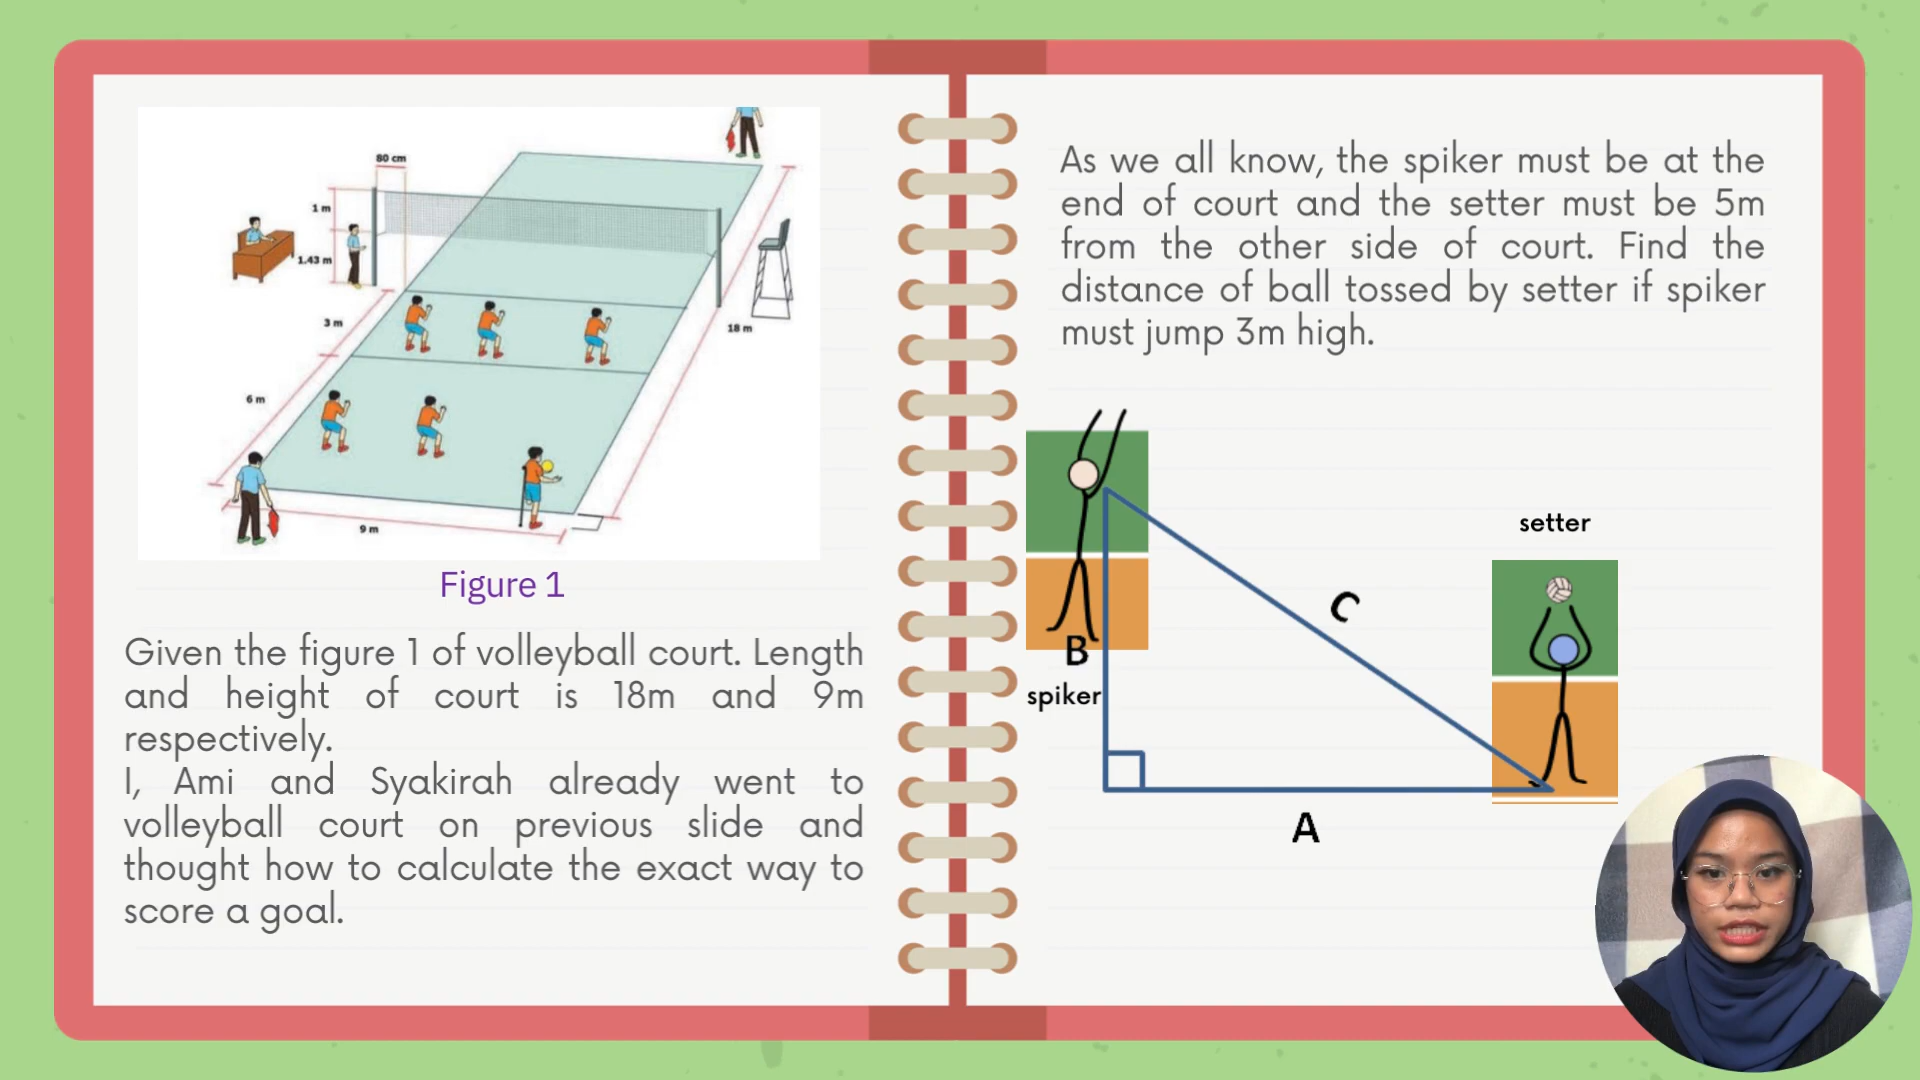 80 cm
1 m
1.43 m
3 m
18 m
6 m
9 m
Figure 1
Given the figure 1 of volleyball court. Length
and height of court is 18m and 9m
respectively.
I, Ami and Syakirah already went to
volleyball court on previous slide and
thought how to calculate the exact way to
score a goal.
As we all know, the spiker must be at the
end of court and the setter must be 5m
from the other side of court. Find the
distance of ball tossed by setter if spiker
must jump 3m high.
setter
C
B
spiker
A